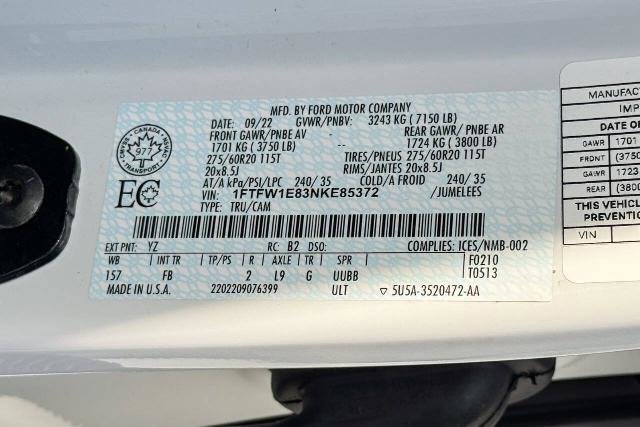 MFD. BY FORD MOTOR COMPANY
DATE: 09/22 GVWR/PNBV: 3243 KG ( 7150 LB)
FRONT GAWR/PNBE AV -- REAR GAWR/ PNBE AR
1701 KG ( 3750 LB) -- 1724 KG ( 3800 LB)
275/60R20 115T TIRES/PNEUS 275/60R20 115T
20x8.5J RIMS/JANTES 20x8.5J
AT/A kPa/PSI/LPC 240/ 35 COLD/A FROID 240/ 35
VIN: 1FTFW1E83NKE85372 /JUMELEES
TYPE: TRU/CAM
CANADA
977
TRANSPORT
EC
EXT PNT: YZ RC: B2 DSO: COMPLIES: ICES/NMB-002
WB INT TR TP/PS R AXLE TR SPR F0210
157 FB 2 L9 G UUBB T0513
MADE IN U.S.A. 2202209076399 ULT ▽ 5U5A-3520472-AA
MANUFAC
IMP
DATE O
GAWR 1701
FRONT (3750
GAWR 1723
REAR (380
THIS VEHICL
PREVENTIO
VIN